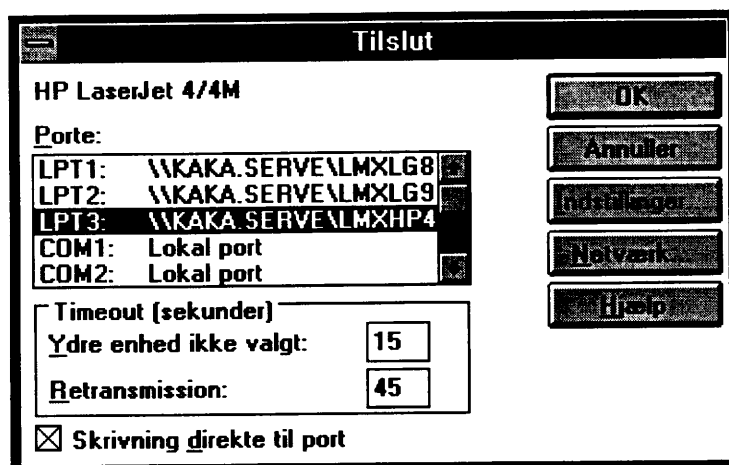 Tilslut
HP LaserJet 4/4M
Porte:
LPT1: \\KAKA.SERVE\LMXLG8
LPT2: \\KAKA.SERVE\LMXLG9
LPT3: \\KAKA.SERVE\LMXHP4
COM1: Lokal port
COM2: Lokal port
Timeout (sekunder)
Ydre enhed ikke valgt: 15
Retransmission: 45
Skrivning direkte til port
OK
Annuller
Netværk...
Hjælp